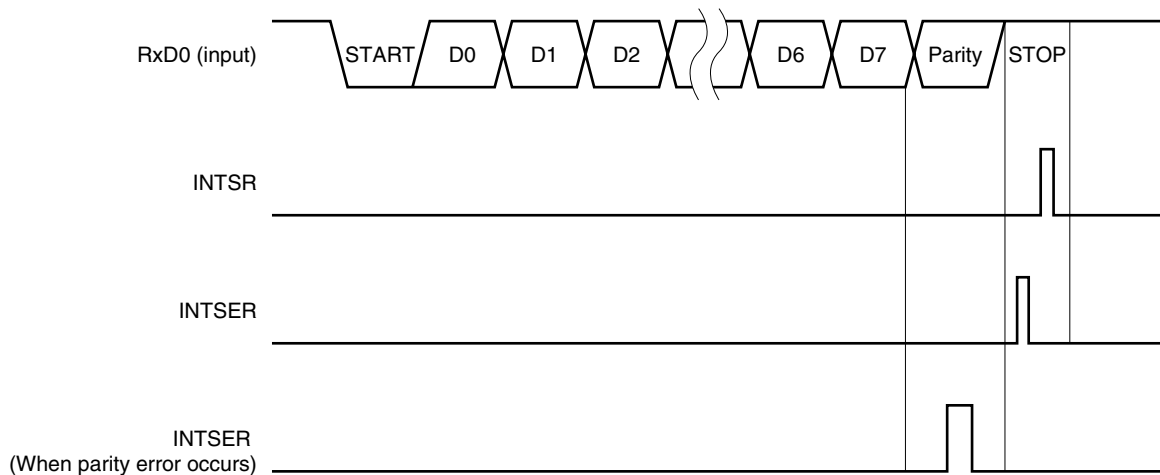 RxD0 (input)
START D0 D1 D2 D6 D7 Parity STOP
INTSR
INTSER
INTSER
(When parity error occurs)